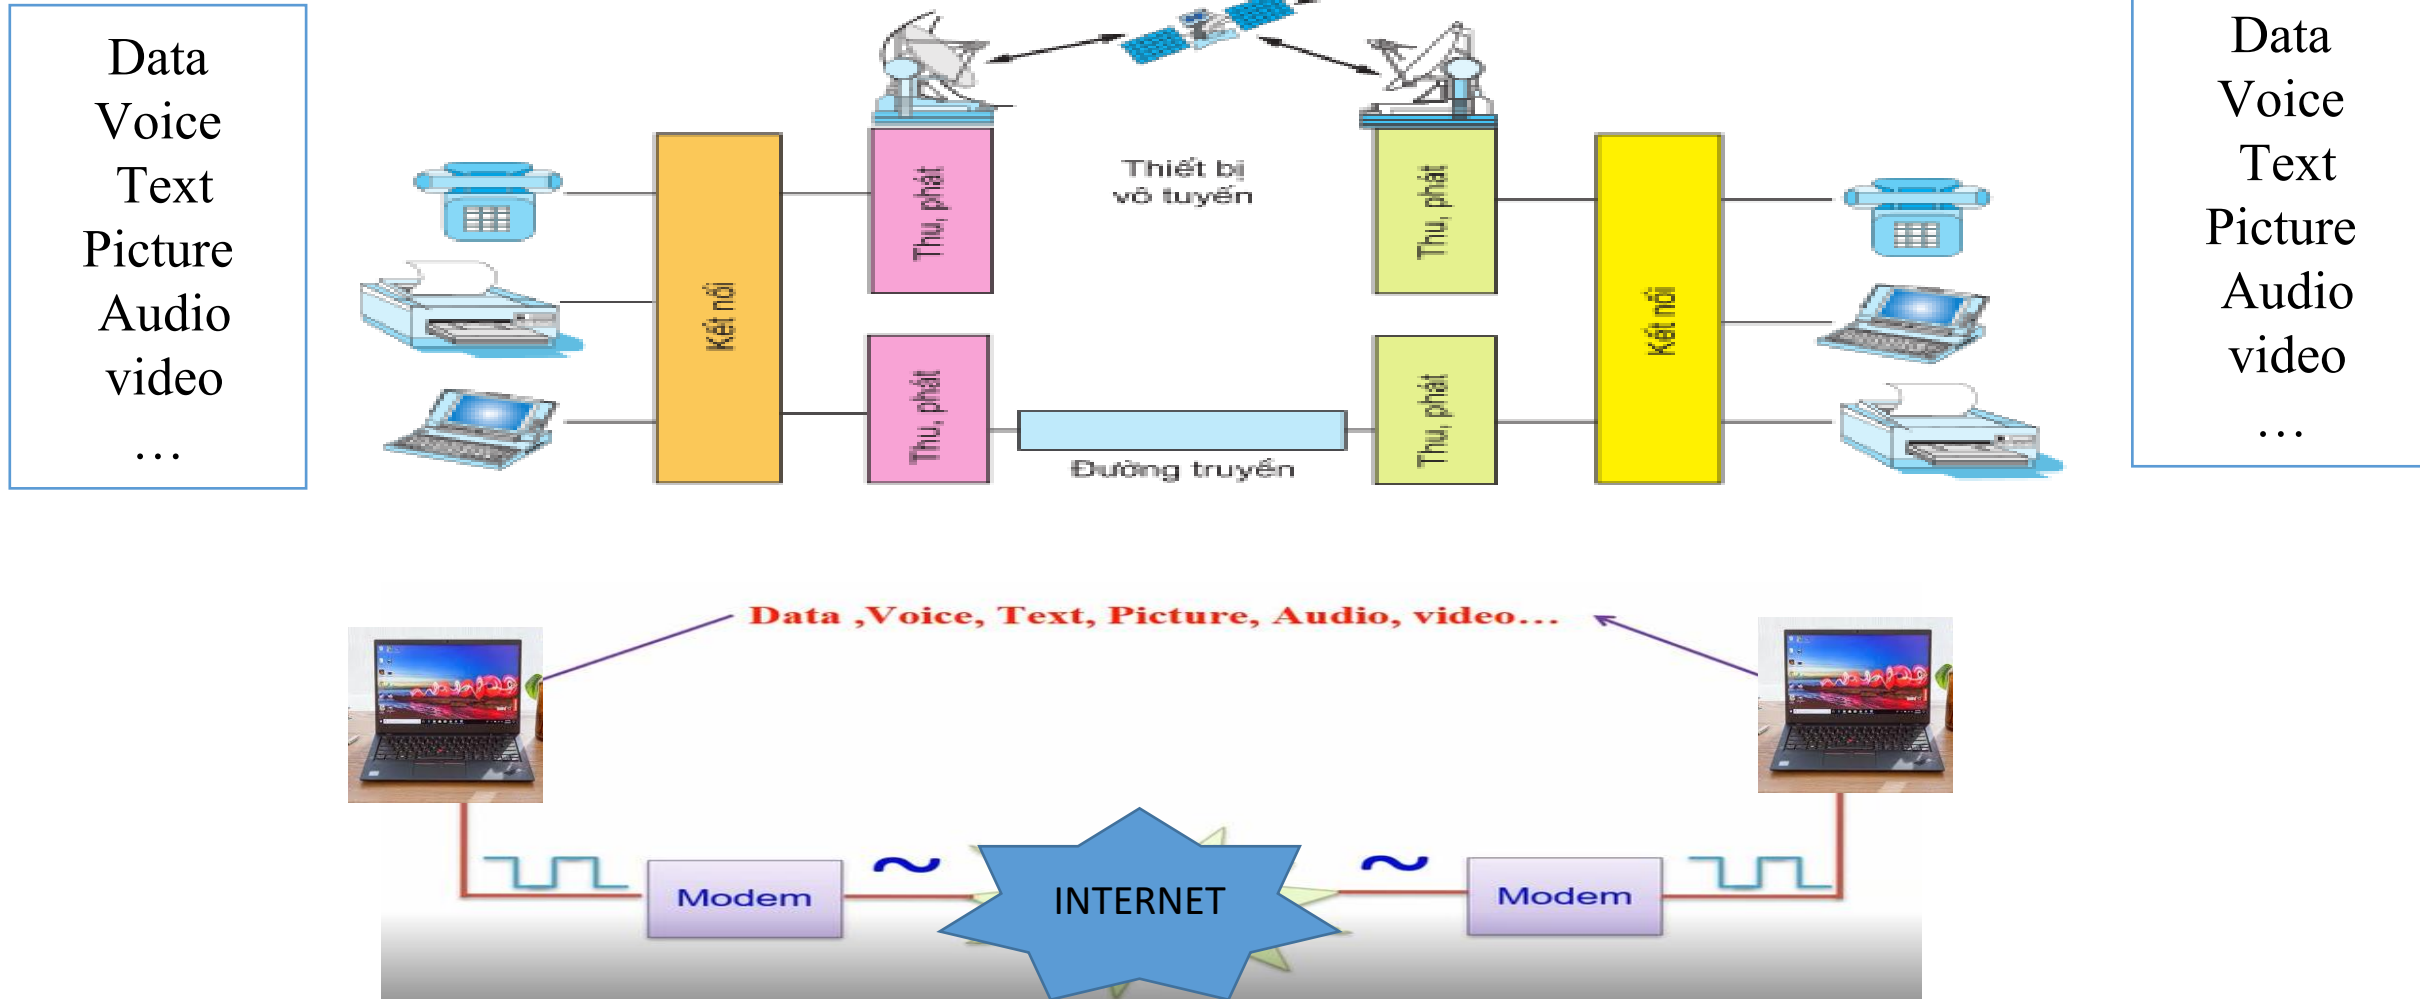 Data
Voice
Text
Picture
Audio
video
…
Kết nối
Thu, phát
Thu, phát
Thiết bị
vô tuyến
Đường truyền
Thu, phát
Thu, phát
Kết nối
Data
Voice
Text
Picture
Audio
video
…
Data ,Voice, Text, Picture, Audio, video…
Modem
~
INTERNET
~
Modem